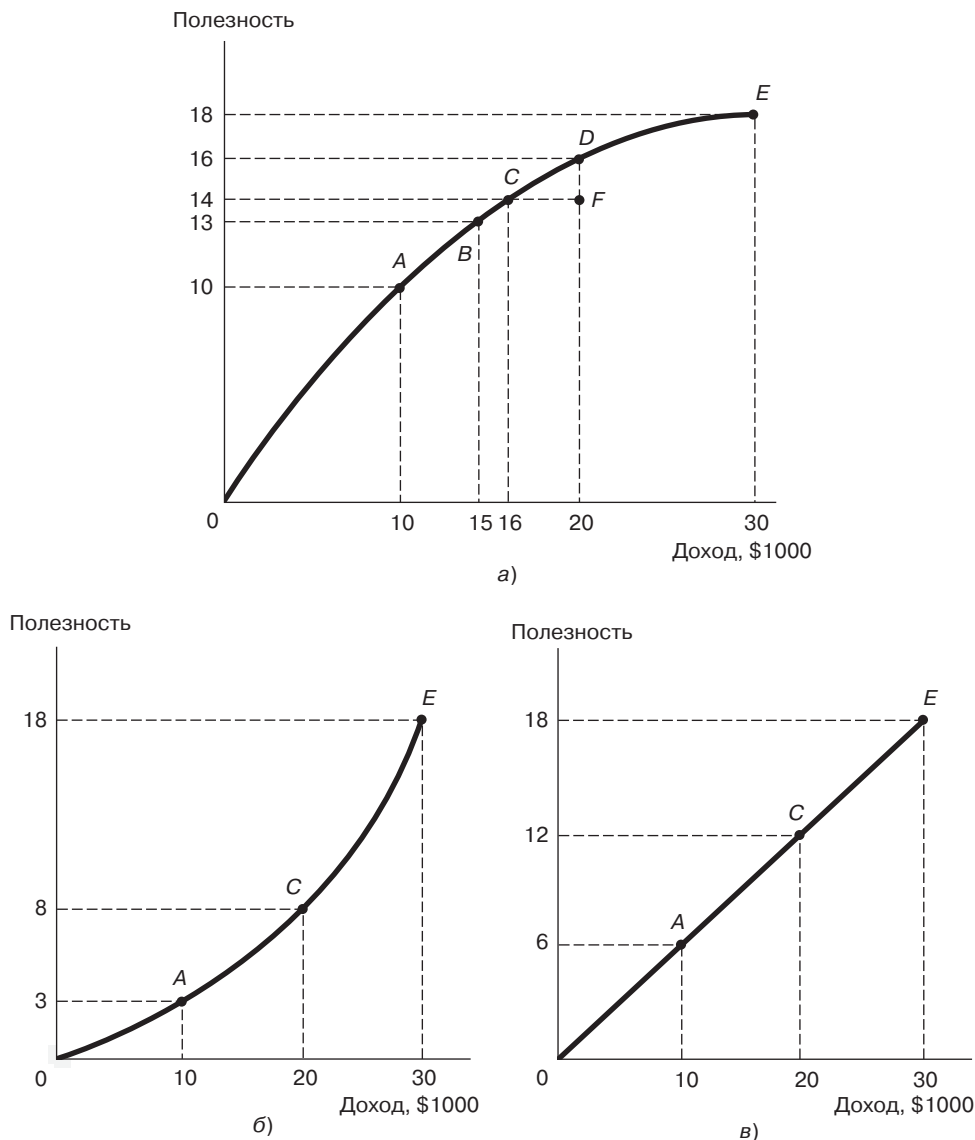 Полезность
E
18
D
16
C
14
F
13
B
A
10
0
10
15 16
20
30
Доход, $1000
а)
Полезность
E
18
C
8
A
3
0
10
20
30
Доход, $1000
б)
Полезность
E
18
C
12
A
6
0
10
20
30
Доход, $1000
в)